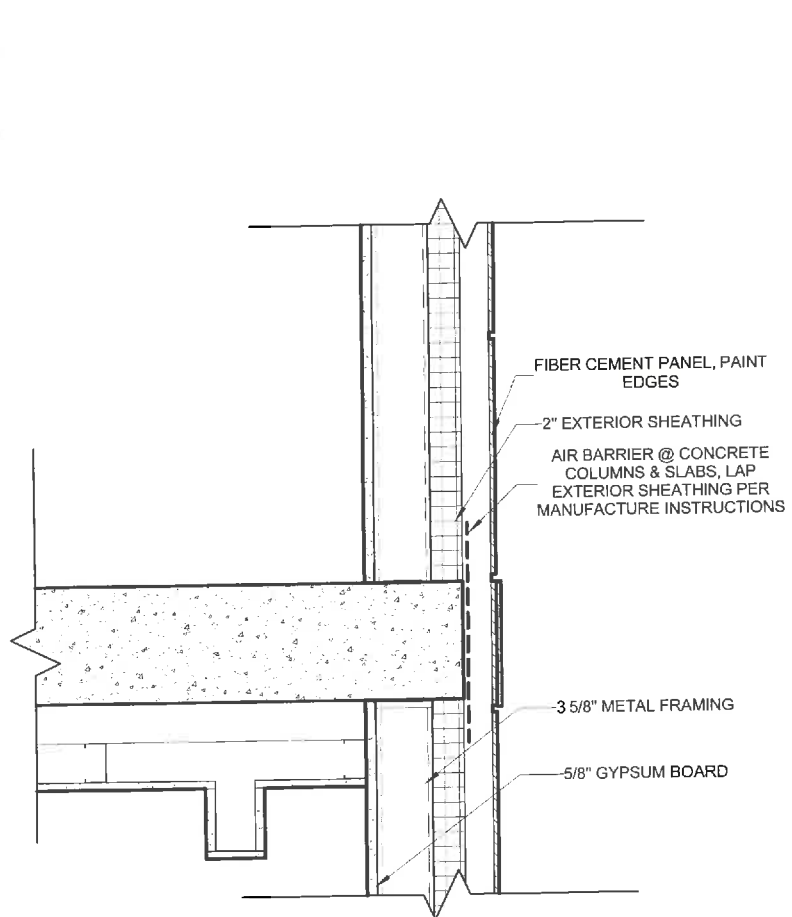 FIBER CEMENT PANEL, PAINT
EDGES
2" EXTERIOR SHEATHING
AIR BARRIER @ CONCRETE
COLUMNS & SLABS, LAP
EXTERIOR SHEATHING PER
MANUFACTURE INSTRUCTIONS
3 5/8" METAL FRAMING
5/8" GYPSUM BOARD